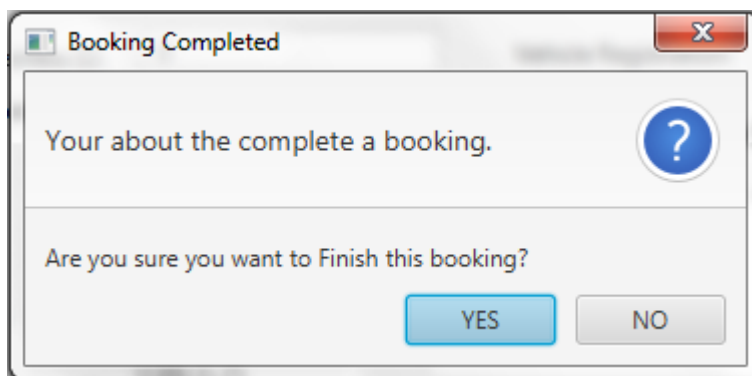 Booking Completed
Your about the complete a booking.
?
Are you sure you want to Finish this booking?
YES
NO